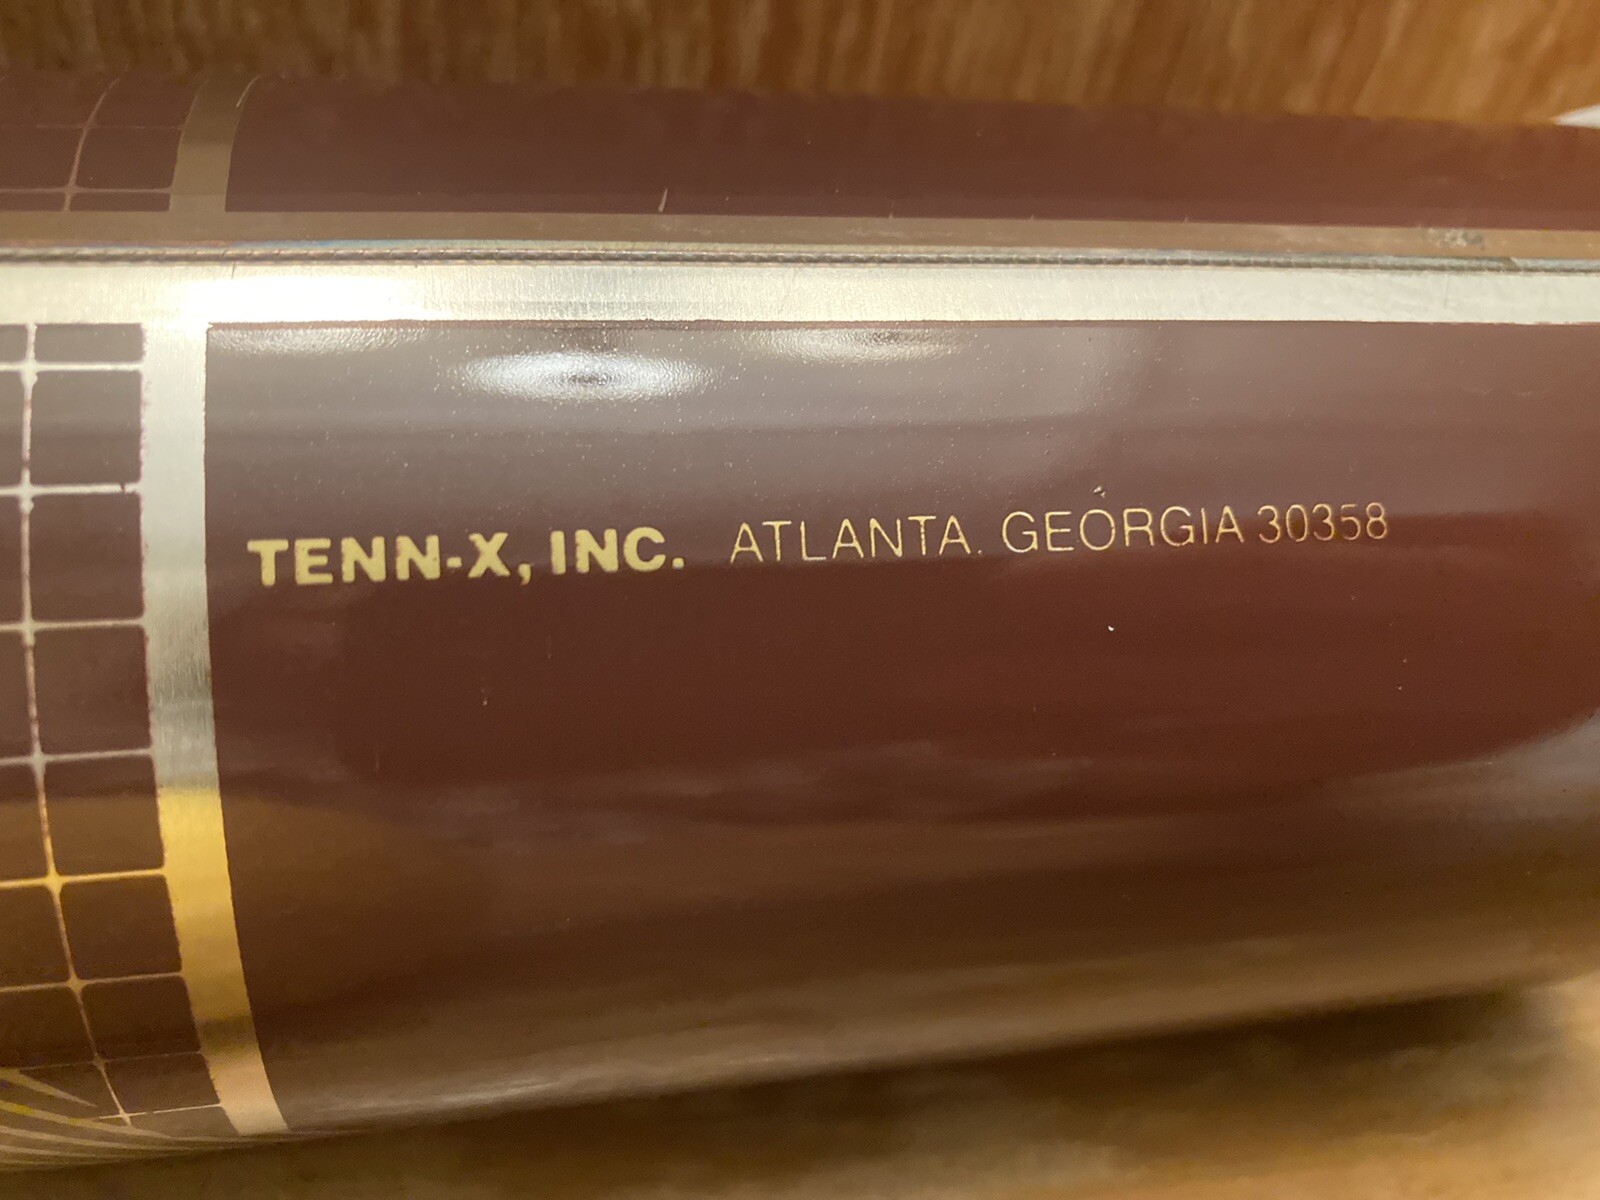 TENN-X, INC. ATLANTA. GEORGIA 30358